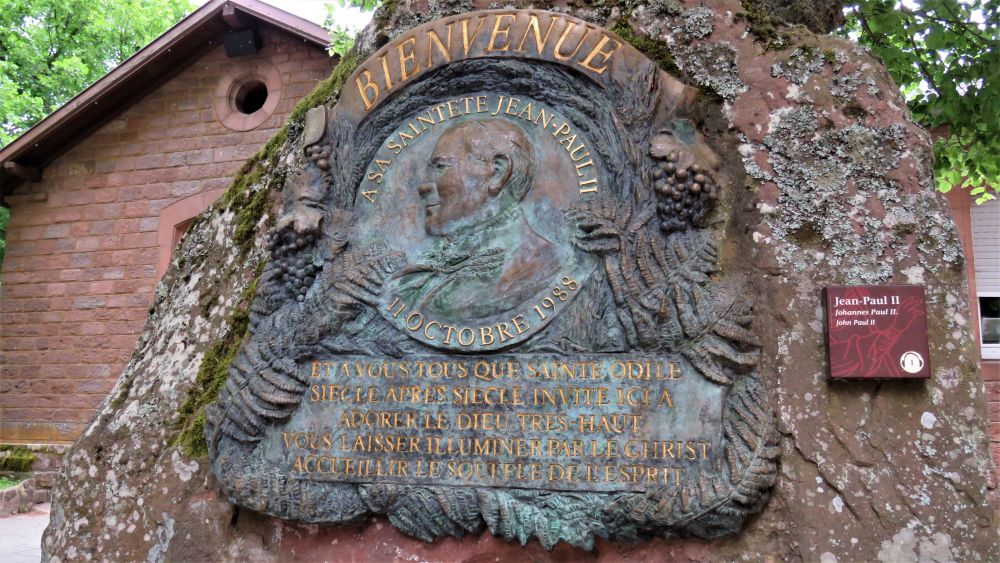 BIENVENUE
A SA SAINTETE JEAN-PAUL II
11 OCTOBRE 1988
ET A VOUS TOUS QUE SAINTE ODILE
SIECLE APRES SIECLE INVITE ICI A
ADORER LE DIEU TRES-HAUT
VOUS LAISSER ILLUMINER PAR LE CHRIST
ACCUEILLIR LE SOUFFLE DE L'ESPRIT
Jean-Paul II
Johannes Paul II.
John Paul II